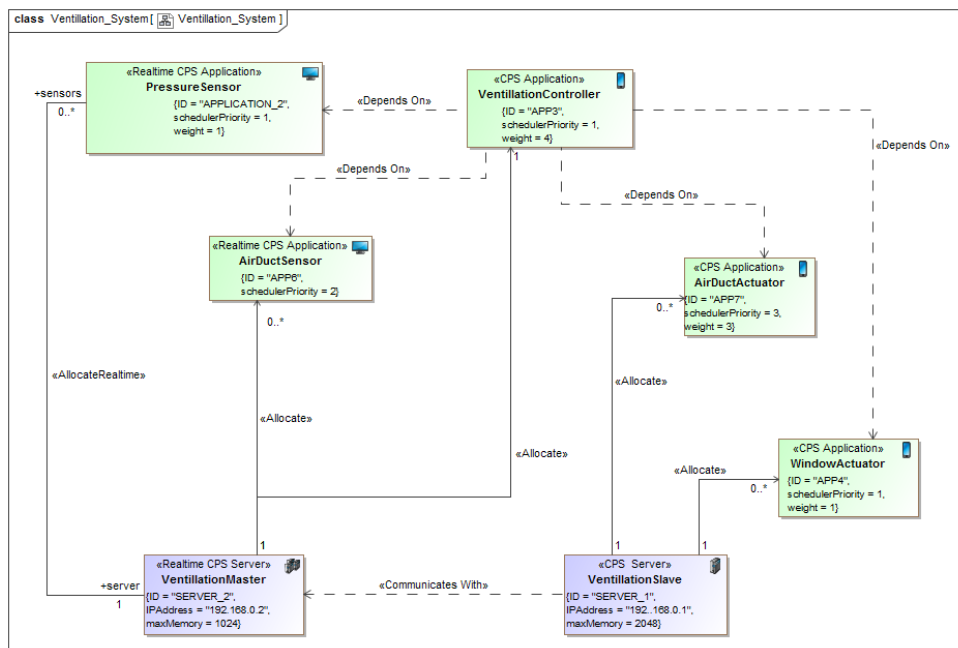 class Ventillation_System[ Ventillation_System ]
«Realtime CPS Application»
PressureSensor
{ID = "APPLICATION_2",
schedulerPriority = 1,
weight = 1}
+sensors
0..*
«Depends On»
«CPS Application»
VentillationController
{ID = "APP3",
schedulerPriority = 1,
weight = 4}
1
«Depends On»
«Depends On»
«Depends On»
«Realtime CPS Application»
AirDuctSensor
{ID = "APP6",
schedulerPriority = 2}
0..*
«CPS Application»
AirDuctActuator
{ID = "APP7",
schedulerPriority = 3,
weight = 3}
0..*
«AllocateRealtime»
«Allocate»
«Allocate»
«Allocate»
«Allocate»
0..*
«CPS Application»
WindowActuator
{ID = "APP4",
schedulerPriority = 1,
weight = 1}
1
1
1
+server
1
«Realtime CPS Server»
VentillationMaster
{ID = "SERVER_2",
IPAddress = "192.168.0.2",
maxMemory = 1024}
«Communicates With»
«CPS Server»
VentillationSlave
{ID = "SERVER_1",
IPAddress = "192..168.0.1",
maxMemory = 2048}